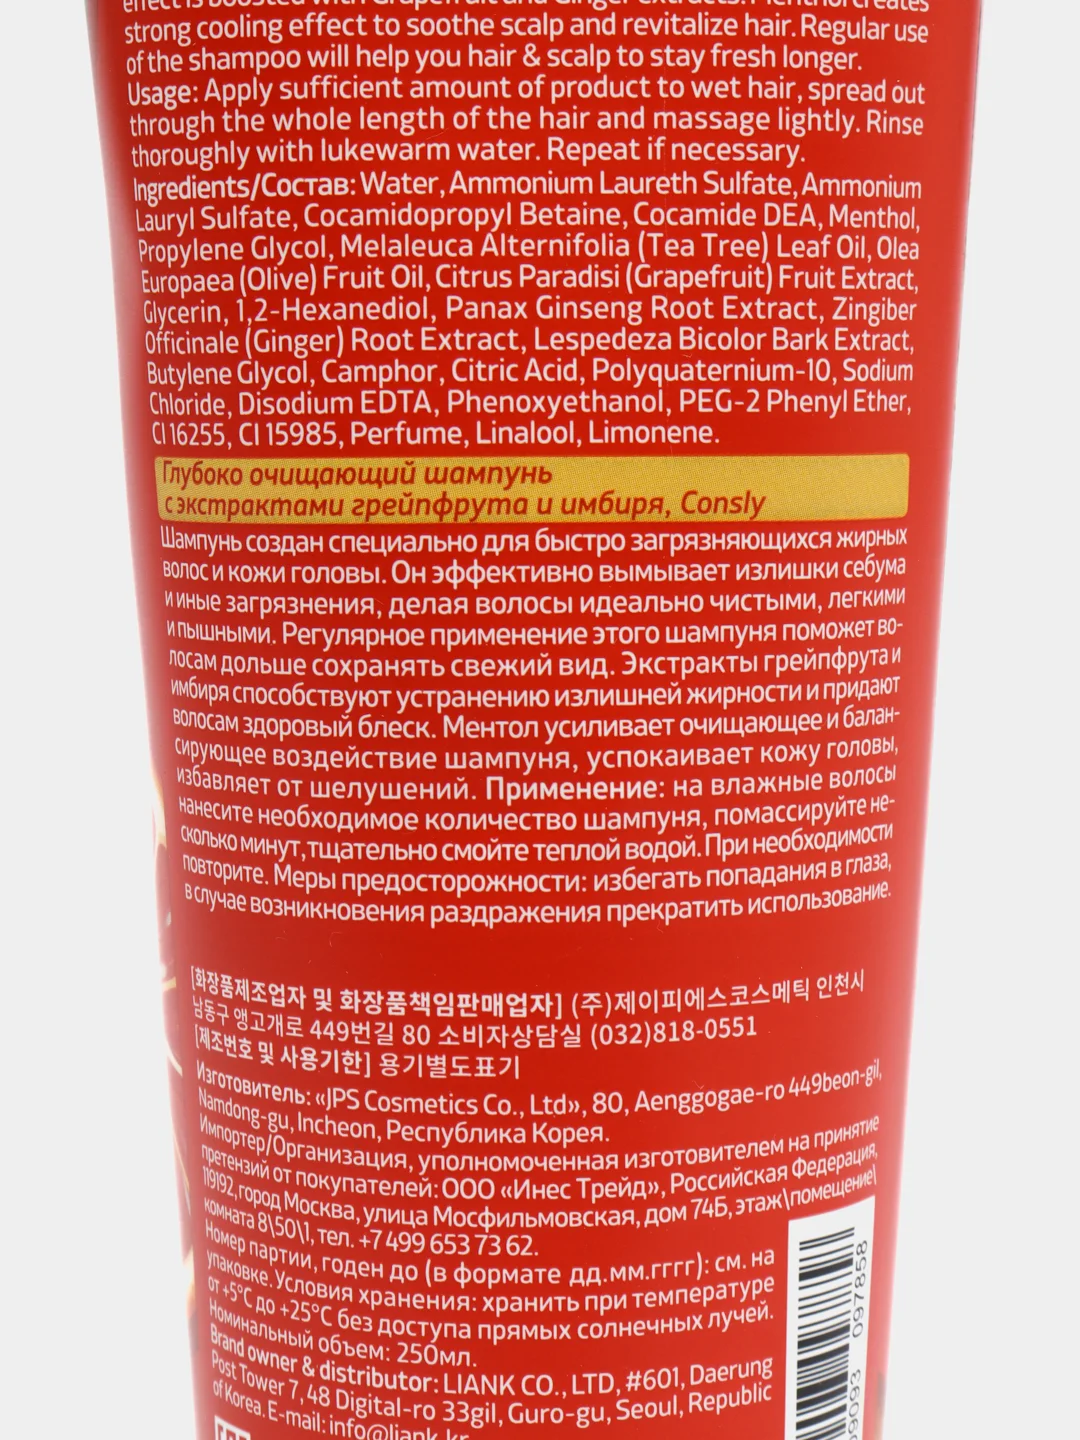 effect is boosted with Grapefruit and Ginger extracts. Menthol creates
strong cooling effect to soothe scalp and revitalize hair. Regular use
of the shampoo will help you hair & scalp to stay fresh longer.
Usage: Apply sufficient amount of product to wet hair, spread out
through the whole length of the hair and massage lightly. Rinse
thoroughly with lukewarm water. Repeat if necessary.
Ingredients/Состав: Water, Ammonium Laureth Sulfate, Ammonium
Lauryl Sulfate, Cocamidopropyl Betaine, Cocamide DEA, Menthol,
Propylene Glycol, Melaleuca Alternifolia (Tea Tree) Leaf Oil, Olea
Europaea (Olive) Fruit Oil, Citrus Paradisi (Grapefruit) Fruit Extract,
Glycerin, 1,2-Hexanediol, Panax Ginseng Root Extract, Zingiber
Officinale (Ginger) Root Extract, Lespedeza Bicolor Bark Extract,
Butylene Glycol, Camphor, Citric Acid, Polyquaternium-10, Sodium
Chloride, Disodium EDTA, Phenoxyethanol, PEG-2 Phenyl Ether,
CI 16255, CI 15985, Perfume, Linalool, Limonene.
Глубоко очищающий шампунь
с экстрактами грейпфрута и имбиря, Consly
Шампунь создан специально для быстро загрязняющихся жирных
волос и кожи головы. Он эффективно вымывает излишки себума
и иные загрязнения, делая волосы идеально чистыми, легкими
и пышными. Регулярное применение этого шампуня поможет во-
лосам дольше сохранять свежий вид. Экстракты грейпфрута и
имбиря способствуют устранению излишней жирности и придают
волосам здоровый блеск. Ментол усиливает очищающее и балан-
сирующее воздействие шампуня, успокаивает кожу головы,
избавляет от шелушений. Применение: на влажные волосы
нанесите необходимое количество шампуня, помассируйте не-
сколько минут, тщательно смойте теплой водой. При необходимости
повторите. Меры предосторожности: избегать попадания в глаза,
в случае возникновения раздражения прекратить использование.
[화장품제조업자 및 화장품책임판매업자] (주)제이피에스코스메틱 인천시
남동구 앵고개로 449번길 80 소비자상담실 (032)818-0551
[제조번호 및 사용기한] 용기별도표기
Изготовитель: «JPS Cosmetics Co., Ltd», 80, Aenggogae-ro 449beon-gil,
Namdong-gu, Incheon, Республика Корея.
Импортер/Организация, уполномоченная изготовителем на принятие
претензий от покупателей: ООО «Инес Трейд», Российская Федерация,
119192, город Москва, улица Мосфильмовская, дом 74Б, этаж\помещение\
комната 8\50\1, тел. +7 499 653 73 62.
Номер партии, годен до (в формате дд.мм.гггг): см. на
упаковке. Условия хранения: хранить при температуре
от +5°C до +25°C без доступа прямых солнечных лучей.
Номинальный объем: 250мл.
Brand owner & distributor: LIANK CO., LTD, #601, Daerung
Post Tower 7, 48 Digital-ro 33gil, Guro-gu, Seoul, Republic
of Korea. E-mail: info@liank.kr
09093 097858